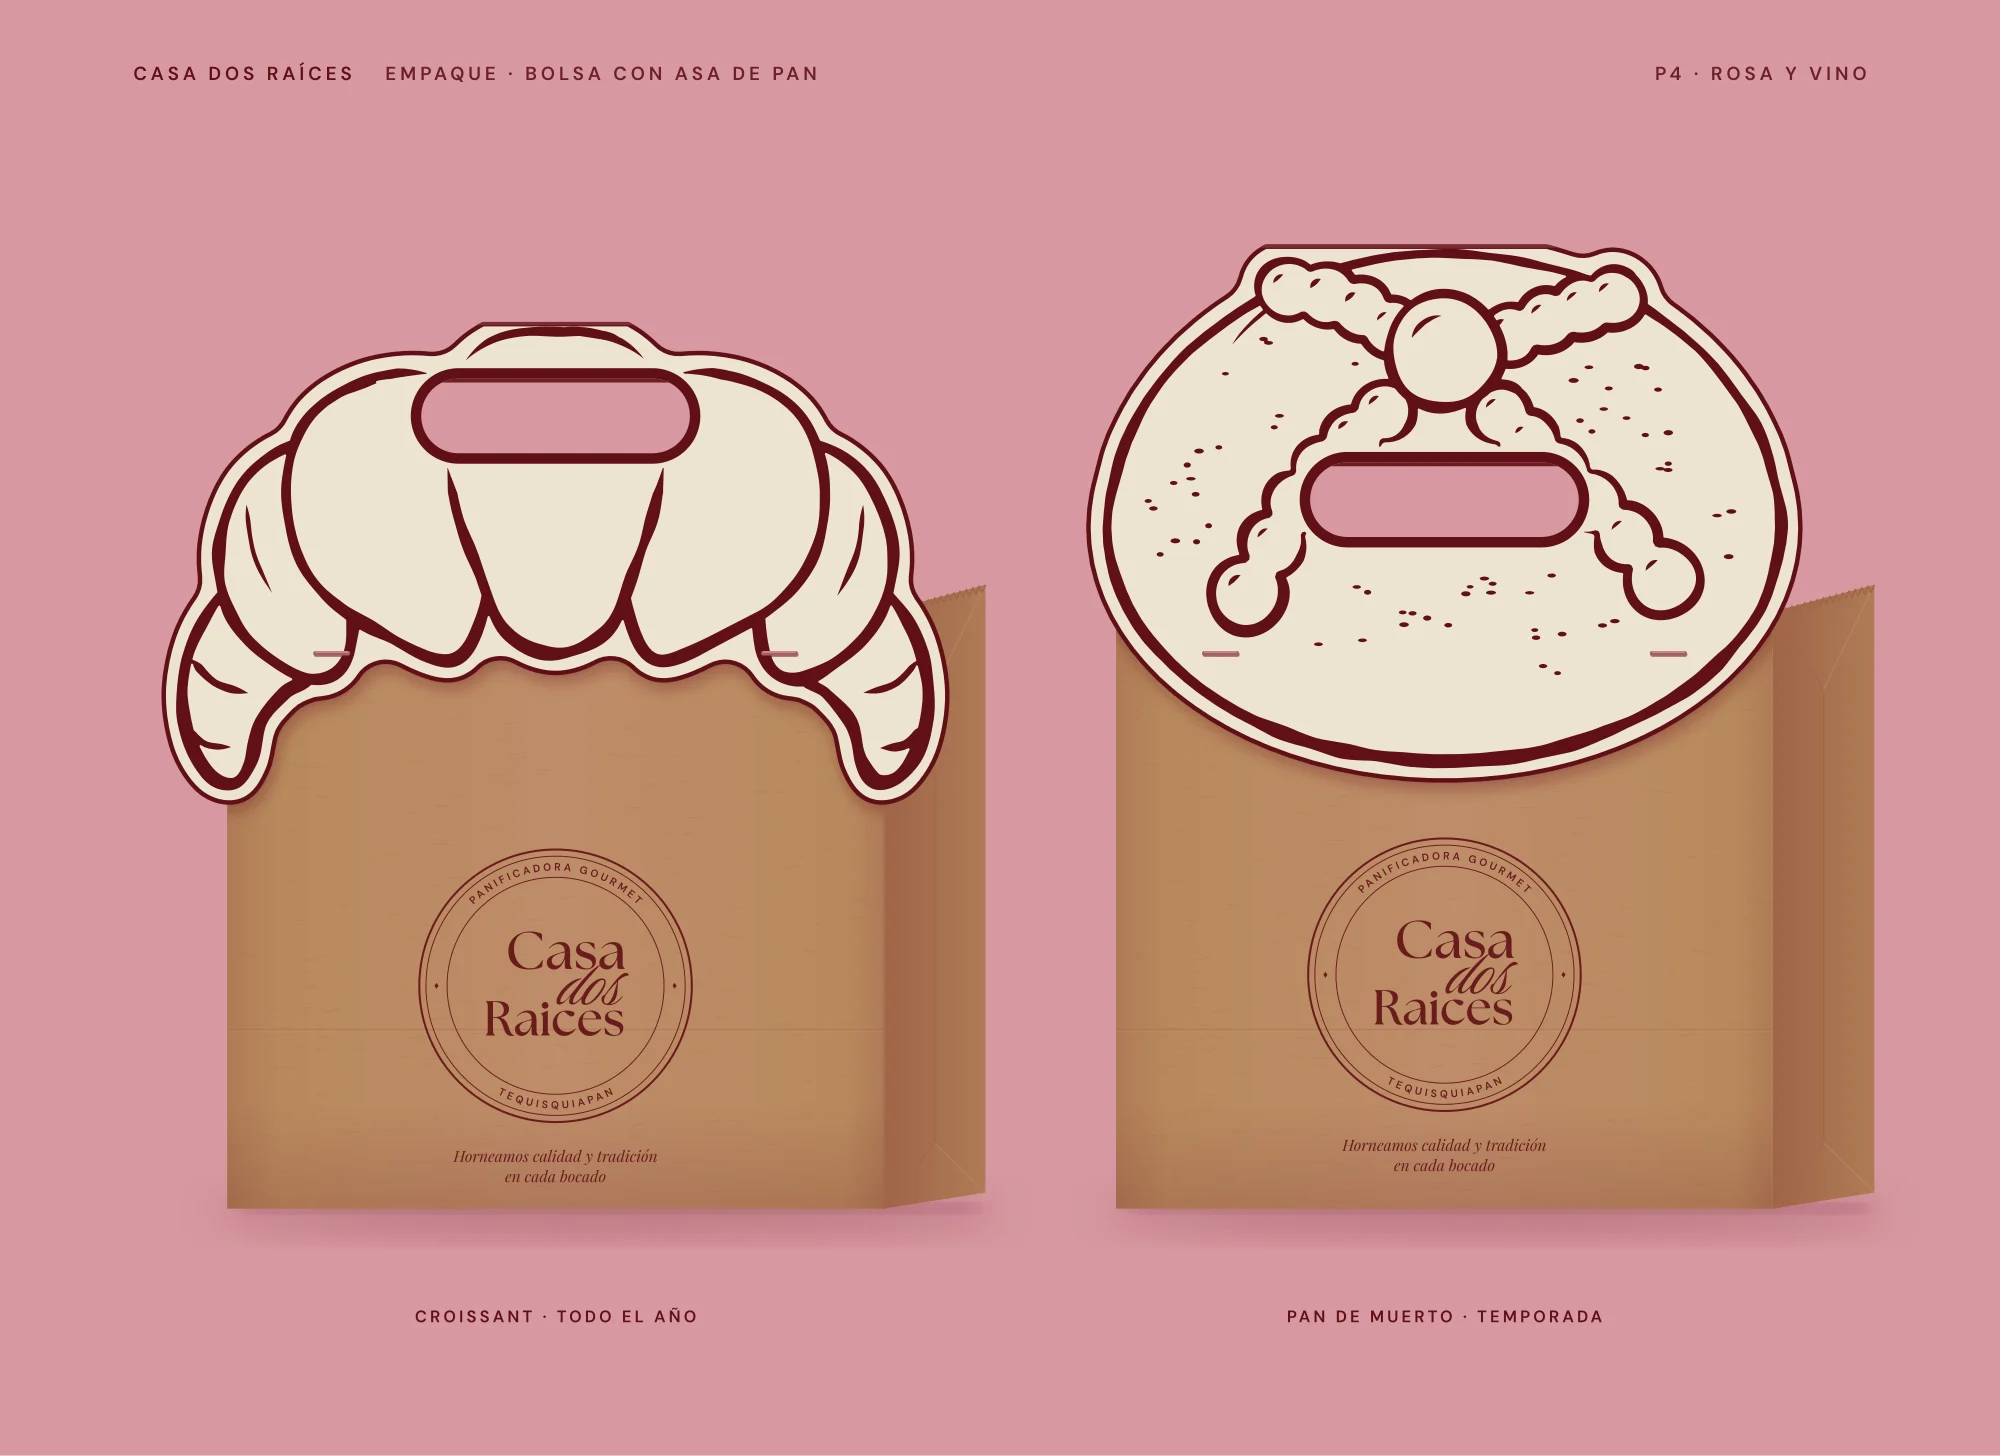 CASA DOS RAÍCES EMPAQUE · BOLSA CON ASA DE PAN
P4 · ROSA Y VINO
PANIFICADORA GOURMET
Casa
dos
Raices
TEQUISQUIAPAN
Horneamos calidad y tradición
en cada bocado
PANIFICADORA GOURMET
Casa
dos
Raices
TEQUISQUIAPAN
Horneamos calidad y tradición
en cada bocado
CROISSANT · TODO EL AÑO
PAN DE MUERTO · TEMPORADA